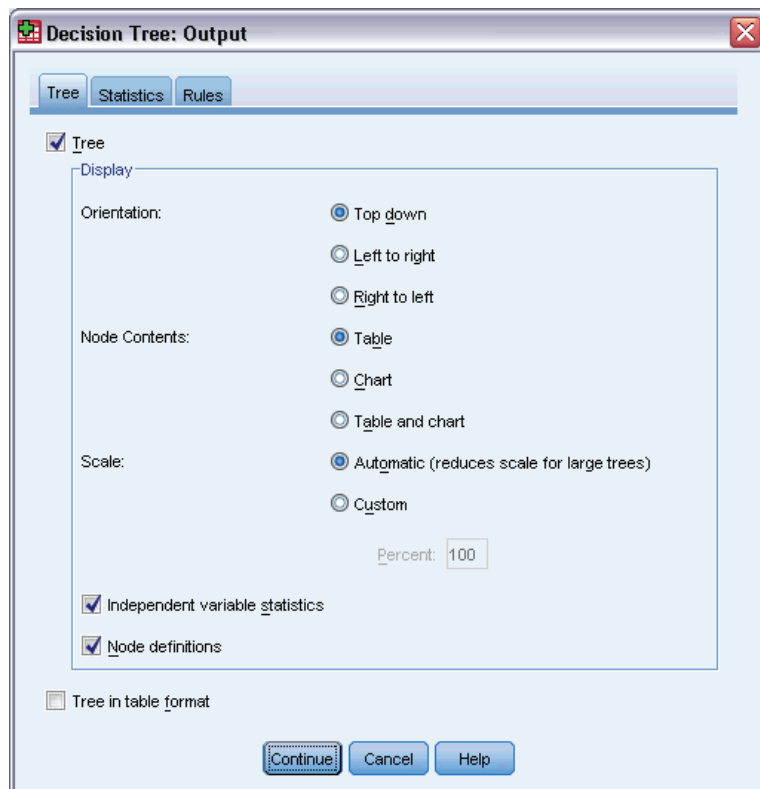 Decision Tree: Output
Tree Statistics Rules
Tree
Display
Orientation:
Top down
Left to right
Right to left
Node Contents:
Table
Chart
Table and chart
Scale:
Automatic (reduces scale for large trees)
Custom
Percent: 100
Independent variable statistics
Node definitions
Tree in table format
Continue Cancel Help